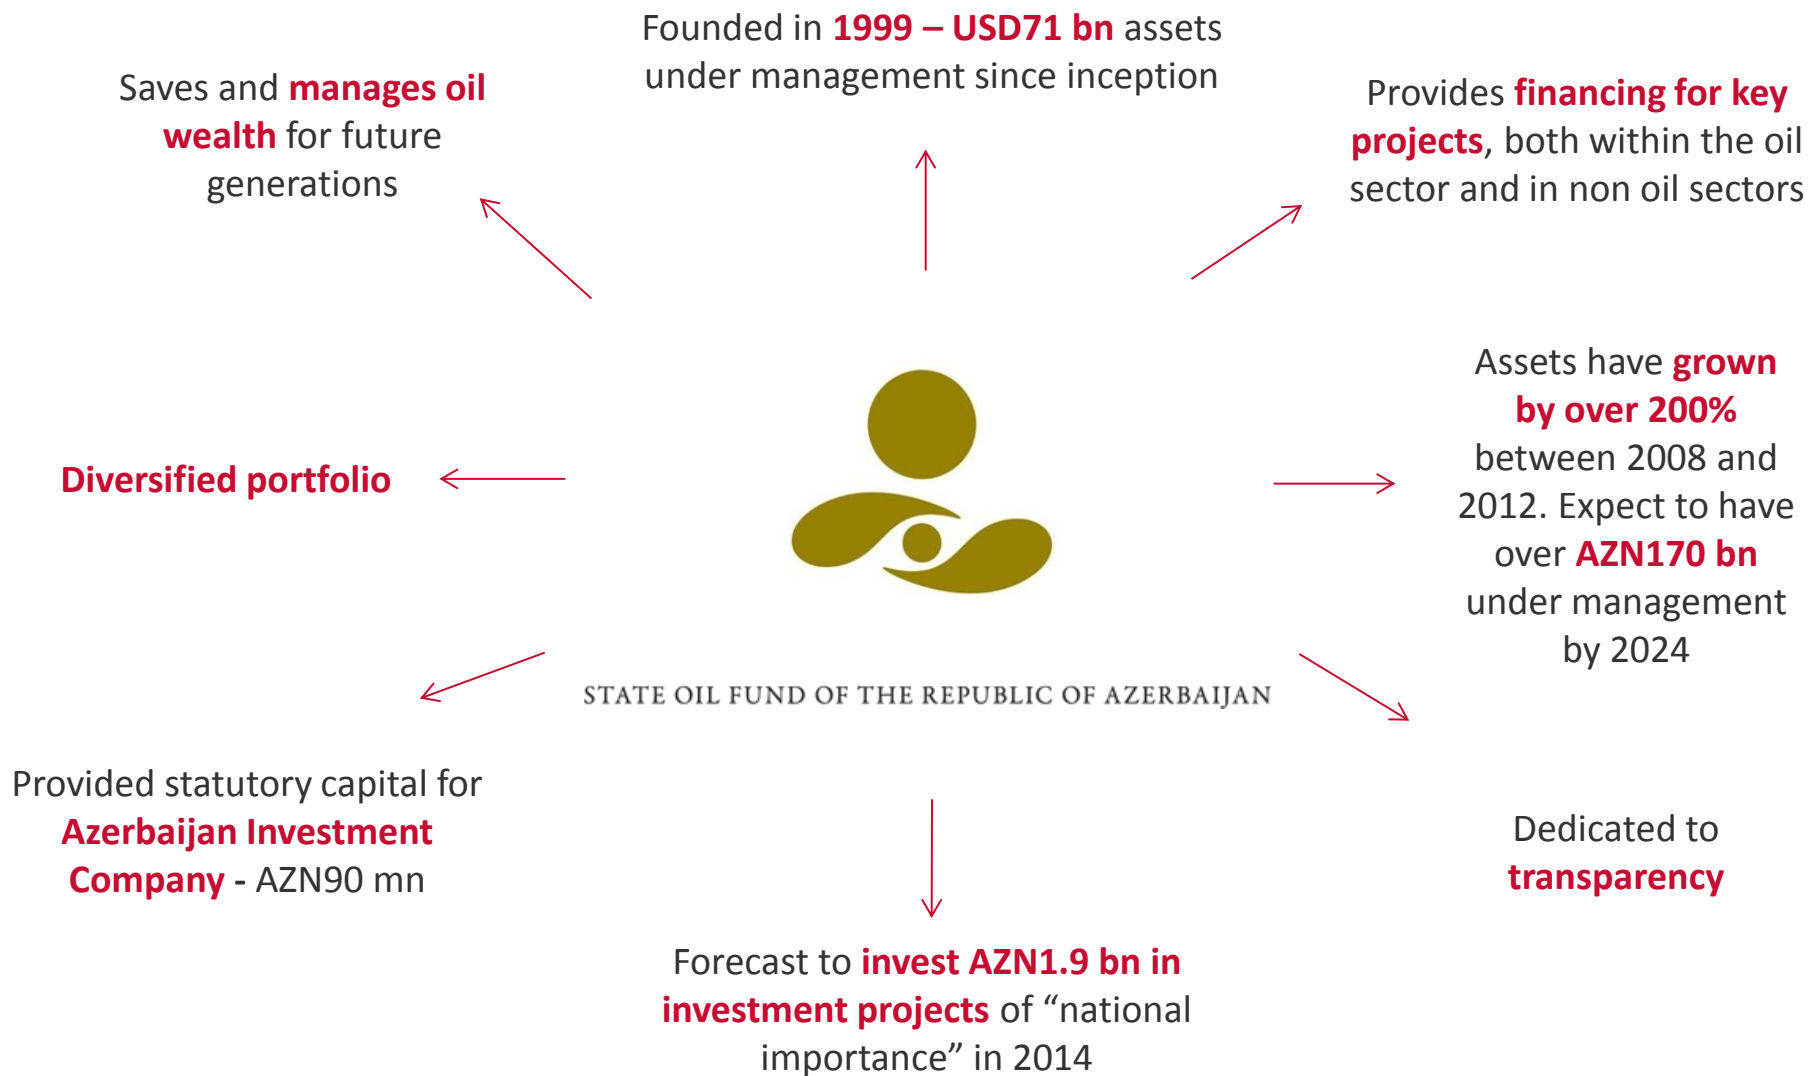 Founded in 1999 – USD71 bn assets
under management since inception
Saves and manages oil
wealth for future
generations
Provides financing for key
projects, both within the oil
sector and in non oil sectors
Diversified portfolio
Assets have grown
by over 200%
between 2008 and
2012. Expect to have
over AZN170 bn
under management
by 2024
STATE OIL FUND OF THE REPUBLIC OF AZERBAIJAN
Provided statutory capital for
Azerbaijan Investment
Company - AZN90 mn
Dedicated to
transparency
Forecast to invest AZN1.9 bn in
investment projects of “national
importance” in 2014